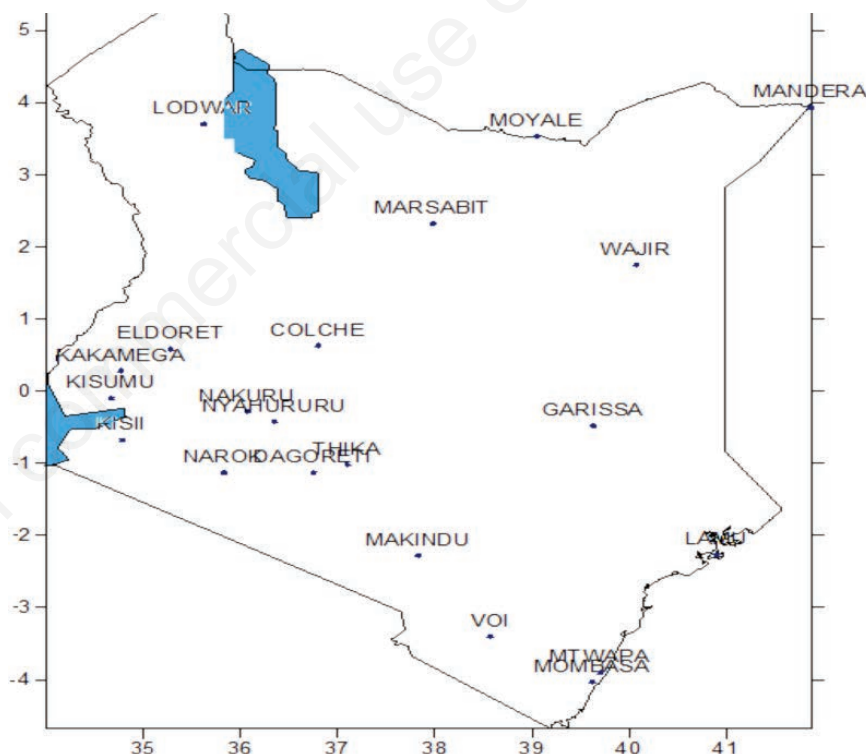 5
4
3
2
1
0
-1
-2
-3
-4
35 36 37 38 39 40 41
MANDERA
LODWAR
MOYALE
MARSABIT
WAJIR
ELDORET
COLCHE
KAKAMEGA
KISUMU
NAKURU
NYAHURURU
GARISSA
KISII
THIKA
NAROK
DAGORETI
MAKINDU
LAMU
VOI
MTWAPA
MOMBASA
commercial use